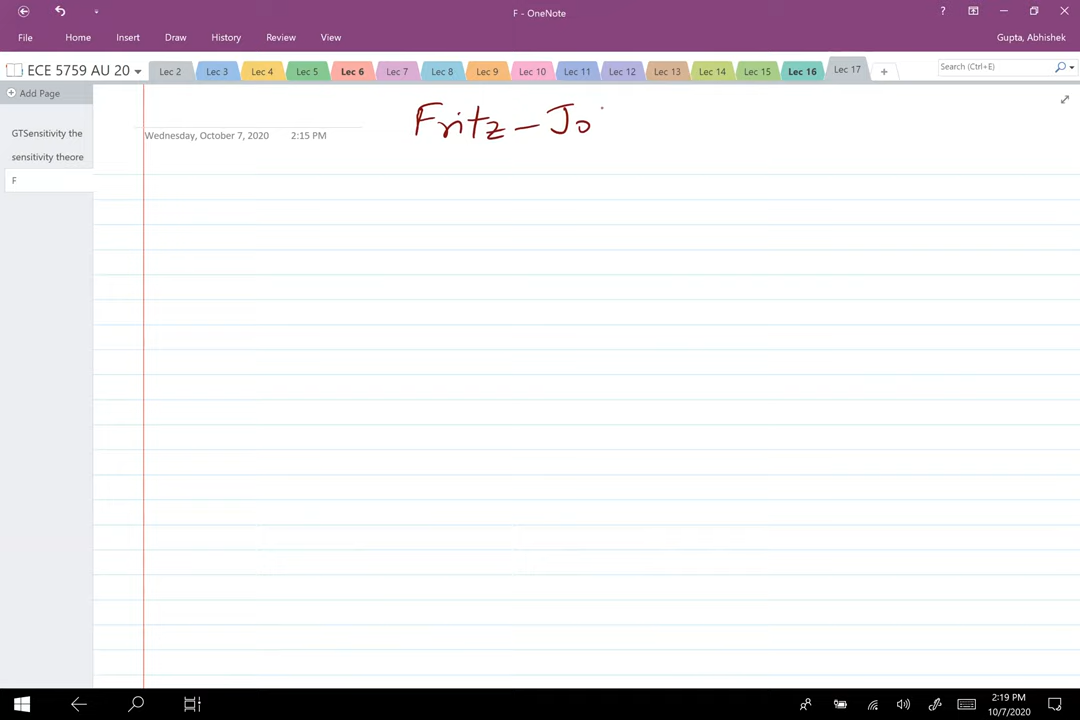 F - OneNote
?
File Home Insert Draw History Review View
Gupta, Abhishek
ECE 5759 AU 20
Lec 2 Lec 3 Lec 4 Lec 5 Lec 6 Lec 7 Lec 8 Lec 9 Lec 10 Lec 11 Lec 12 Lec 13 Lec 14 Lec 15 Lec 16 Lec 17 +
Search (Ctrl+E)
Add Page
Fritz - Jo
Wednesday, October 7, 2020 2:15 PM
GTSensitivity the
sensitivity theore
F
2:19 PM
10/7/2020